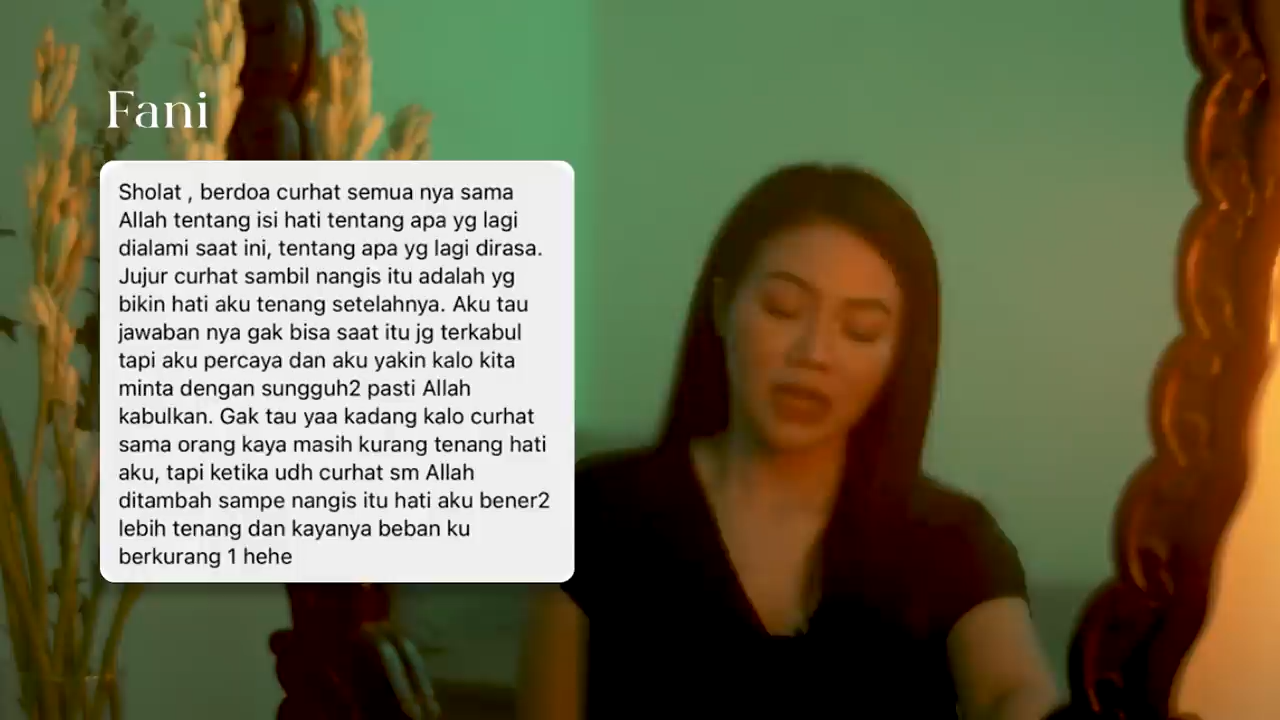 Fani
Sholat , berdoa curhat semua nya sama
Allah tentang isi hati tentang apa yg lagi
dialami saat ini, tentang apa yg lagi dirasa.
Jujur curhat sambil nangis itu adalah yg
bikin hati aku tenang setelahnya. Aku tau
jawaban nya gak bisa saat itu jg terkabul
tapi aku percaya dan aku yakin kalo kita
minta dengan sungguh2 pasti Allah
kabulkan. Gak tau yaa kadang kalo curhat
sama orang kaya masih kurang tenang hati
aku, tapi ketika udh curhat sm Allah
ditambah sampe nangis itu hati aku bener2
lebih tenang dan kayanya beban ku
berkurang 1 hehe